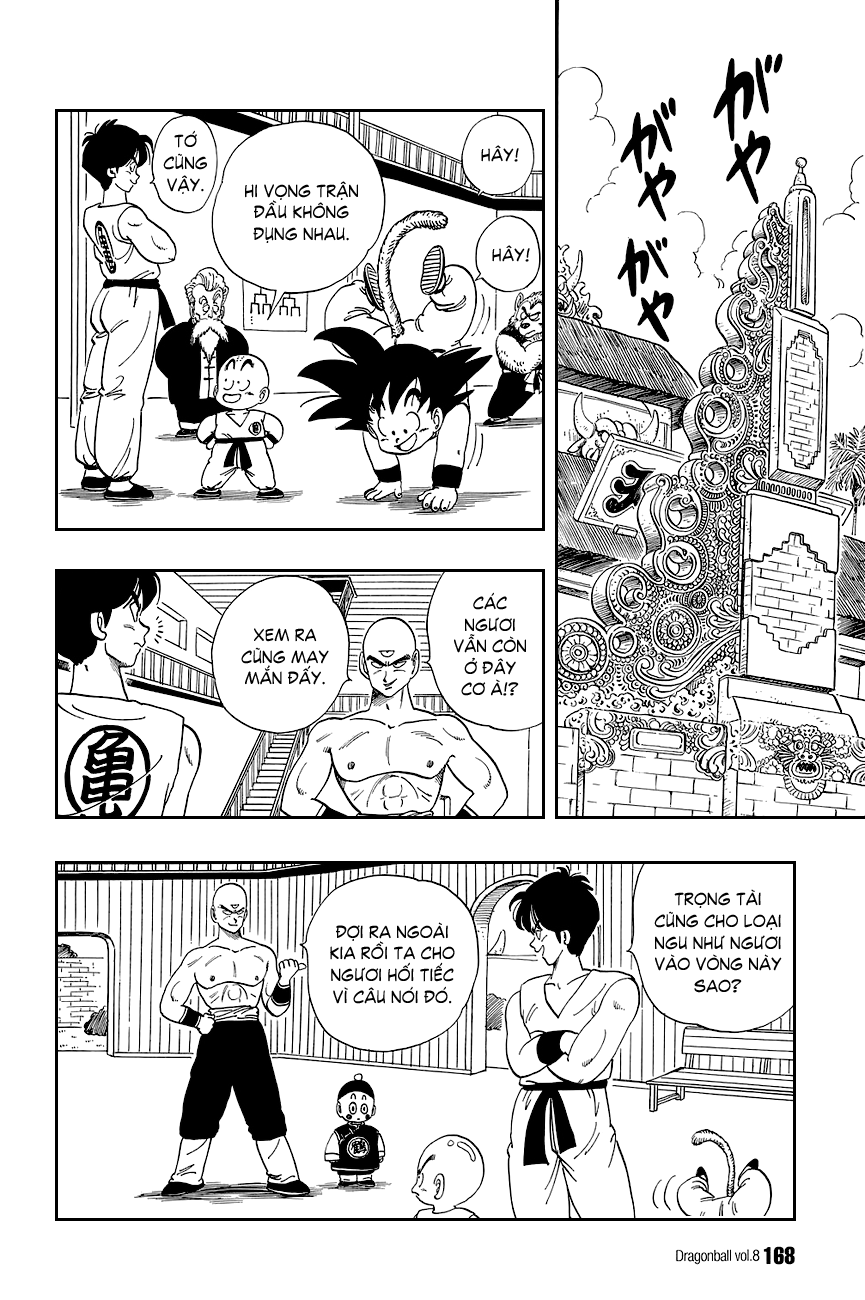 がや
がや
がや
HÂY!
HÂY!
HI VỌNG TRẬN
ĐẦU KHÔNG
ĐỤNG NHAU.
TỚ
CŨNG
VẬY.
CÁC
NGƯƠI
VẪN CÒN
Ở ĐÂY
CƠ À!?
XEM RA
CŨNG MAY
MẮN ĐẤY.
亀
TRỌNG TÀI
CŨNG CHO LOẠI
NGU NHƯ NGƯƠI
VÀO VÒNG NÀY
SAO?
ĐỢI RA NGOÀI
KIA RỒI TA CHO
NGƯƠI HỐI TIẾC
VÌ CÂU NÓI ĐÓ.
鶴
Dragonball vol.8 168